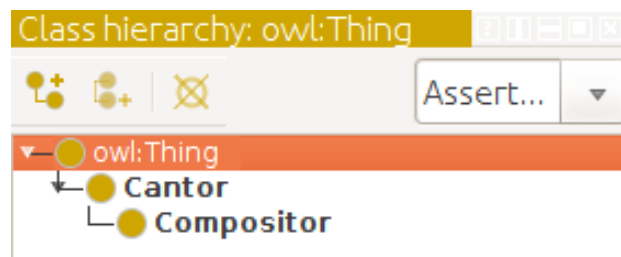 Class hierarchy: owl:Thing
Assert...
owl:Thing
Cantor
Compositor